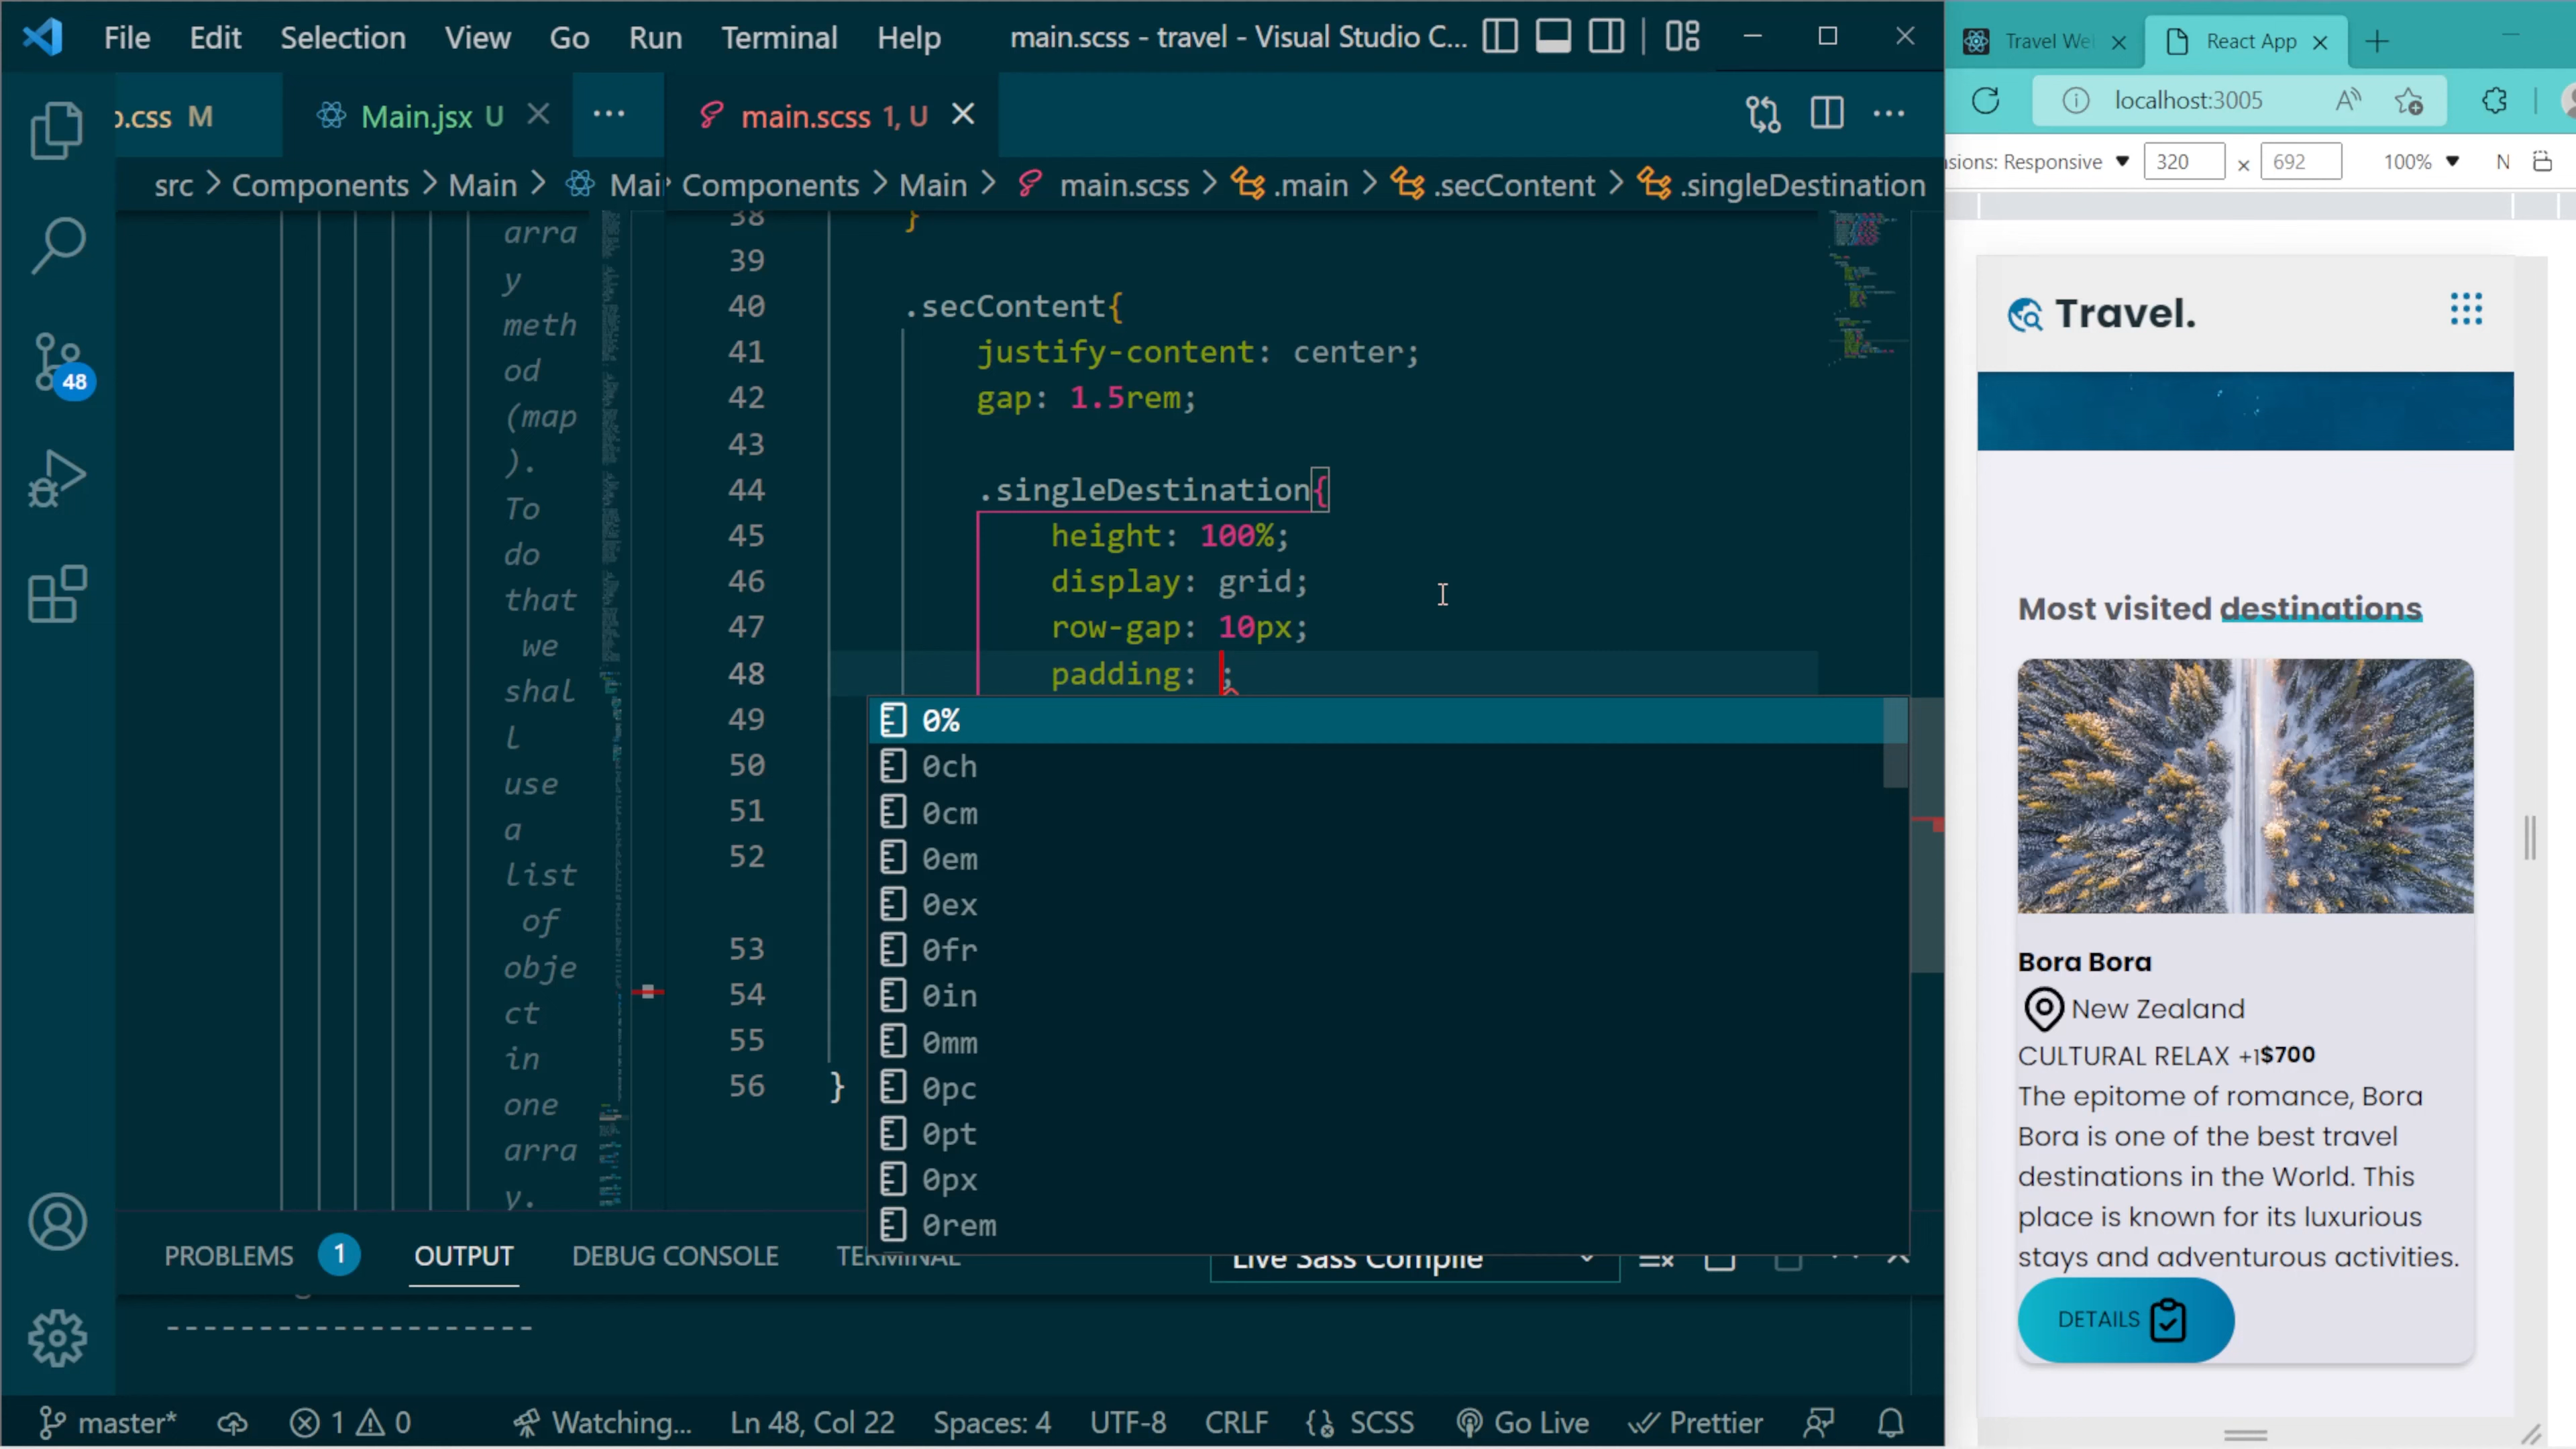 File Edit Selection View Go Run Terminal Help main.scss - travel - Visual Studio C...
p.css M Main.jsx U ... main.scss 1, U
src > Components > Main > Mai Components > Main > main.scss > .main > .secContent > .singleDestination
arra
y
meth
od
(map
).
To
do
that
we
shal
l
use
a
list
of
obje
ct
in
one
arra
y.
38 }
39
40 .secContent{
41 justify-content: center;
42 gap: 1.5rem;
43
44 .singleDestination{
45 height: 100%;
46 display: grid;
47 row-gap: 10px;
48 padding: ;
49
50
51
52
53
54
55
56 }
0%
0ch
0cm
0em
0ex
0fr
0in
0mm
0pc
0pt
0px
0rem
48
PROBLEMS 1 OUTPUT DEBUG CONSOLE TERMINAL Live Sass Compile
--------------------
master* 1 0 Watching... Ln 48, Col 22 Spaces: 4 UTF-8 CRLF SCSS Go Live Prettier
Travel We React App
localhost:3005
sions: Responsive 320 × 692 100% N
Travel.
Most visited destinations
Bora Bora
New Zealand
CULTURAL RELAX +1$700
The epitome of romance, Bora
Bora is one of the best travel
destinations in the World. This
place is known for its luxurious
stays and adventurous activities.
DETAILS